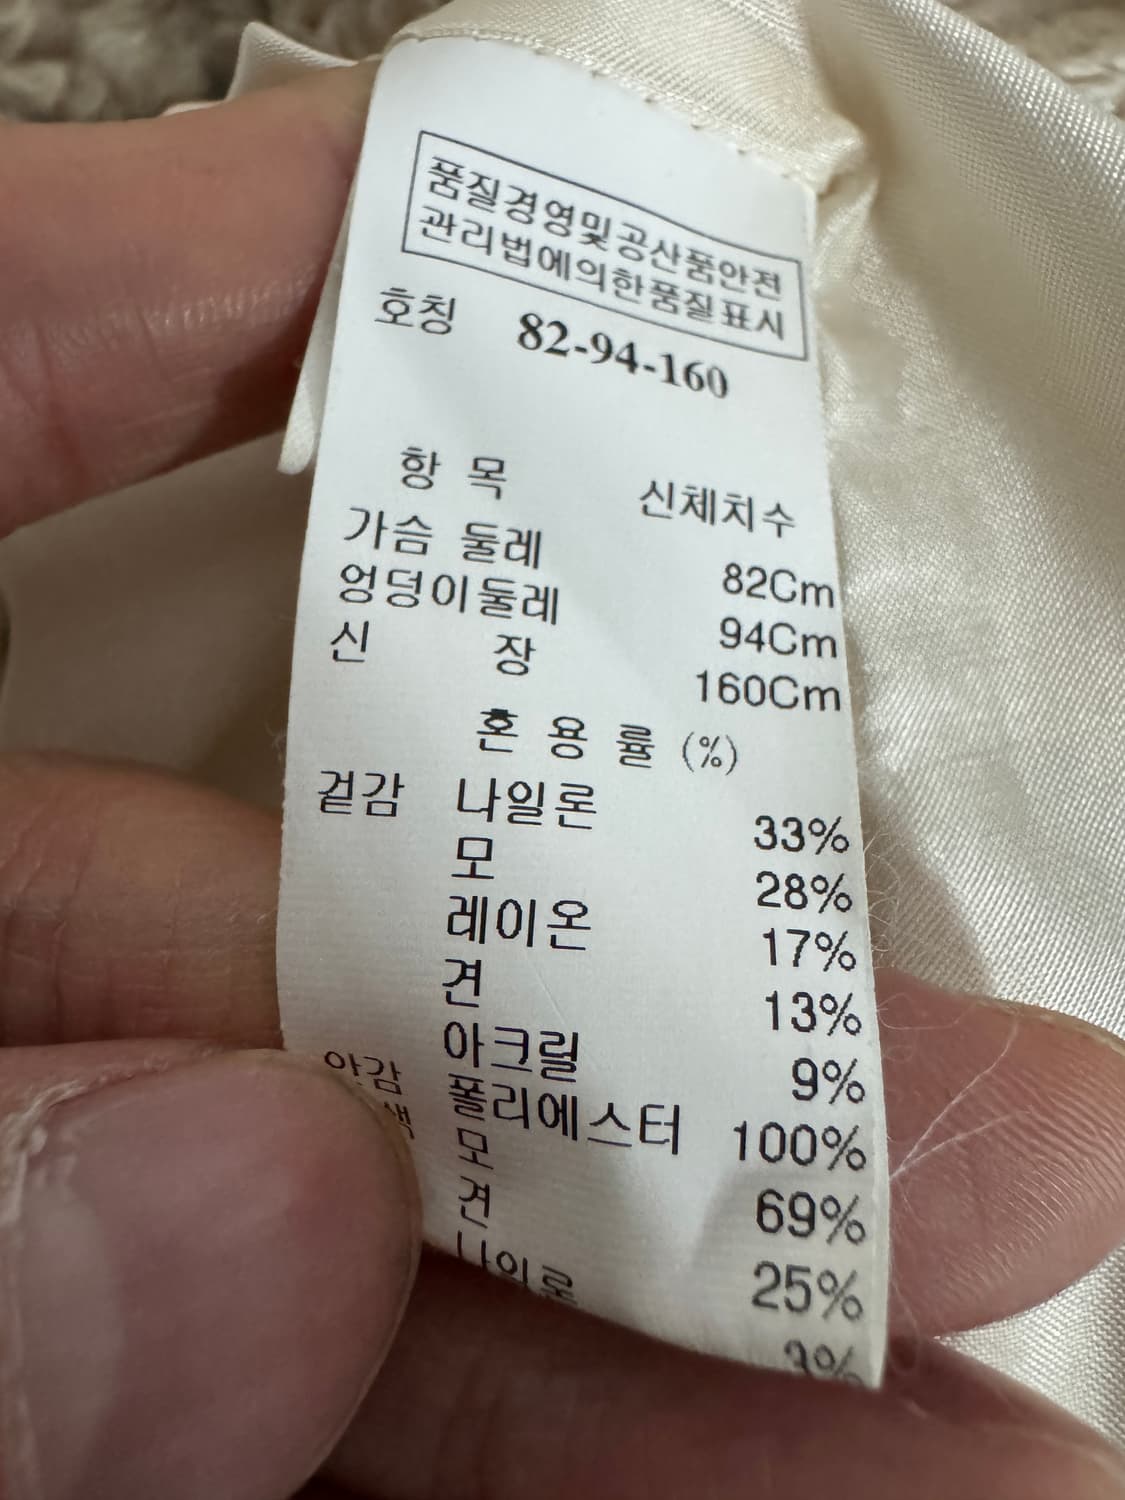 품질경영및공산품안전
관리법에의한품질표시
호칭 82-94-160
항 목 신체치수
가슴 둘레 82Cm
엉덩이둘레 94Cm
신 장 160Cm
혼 용 률 (%)
겉감 나일론 33%
모 28%
레이온 17%
견 13%
아크릴 9%
안감 폴리에스터 100%
모 69%
견 25%
나일론